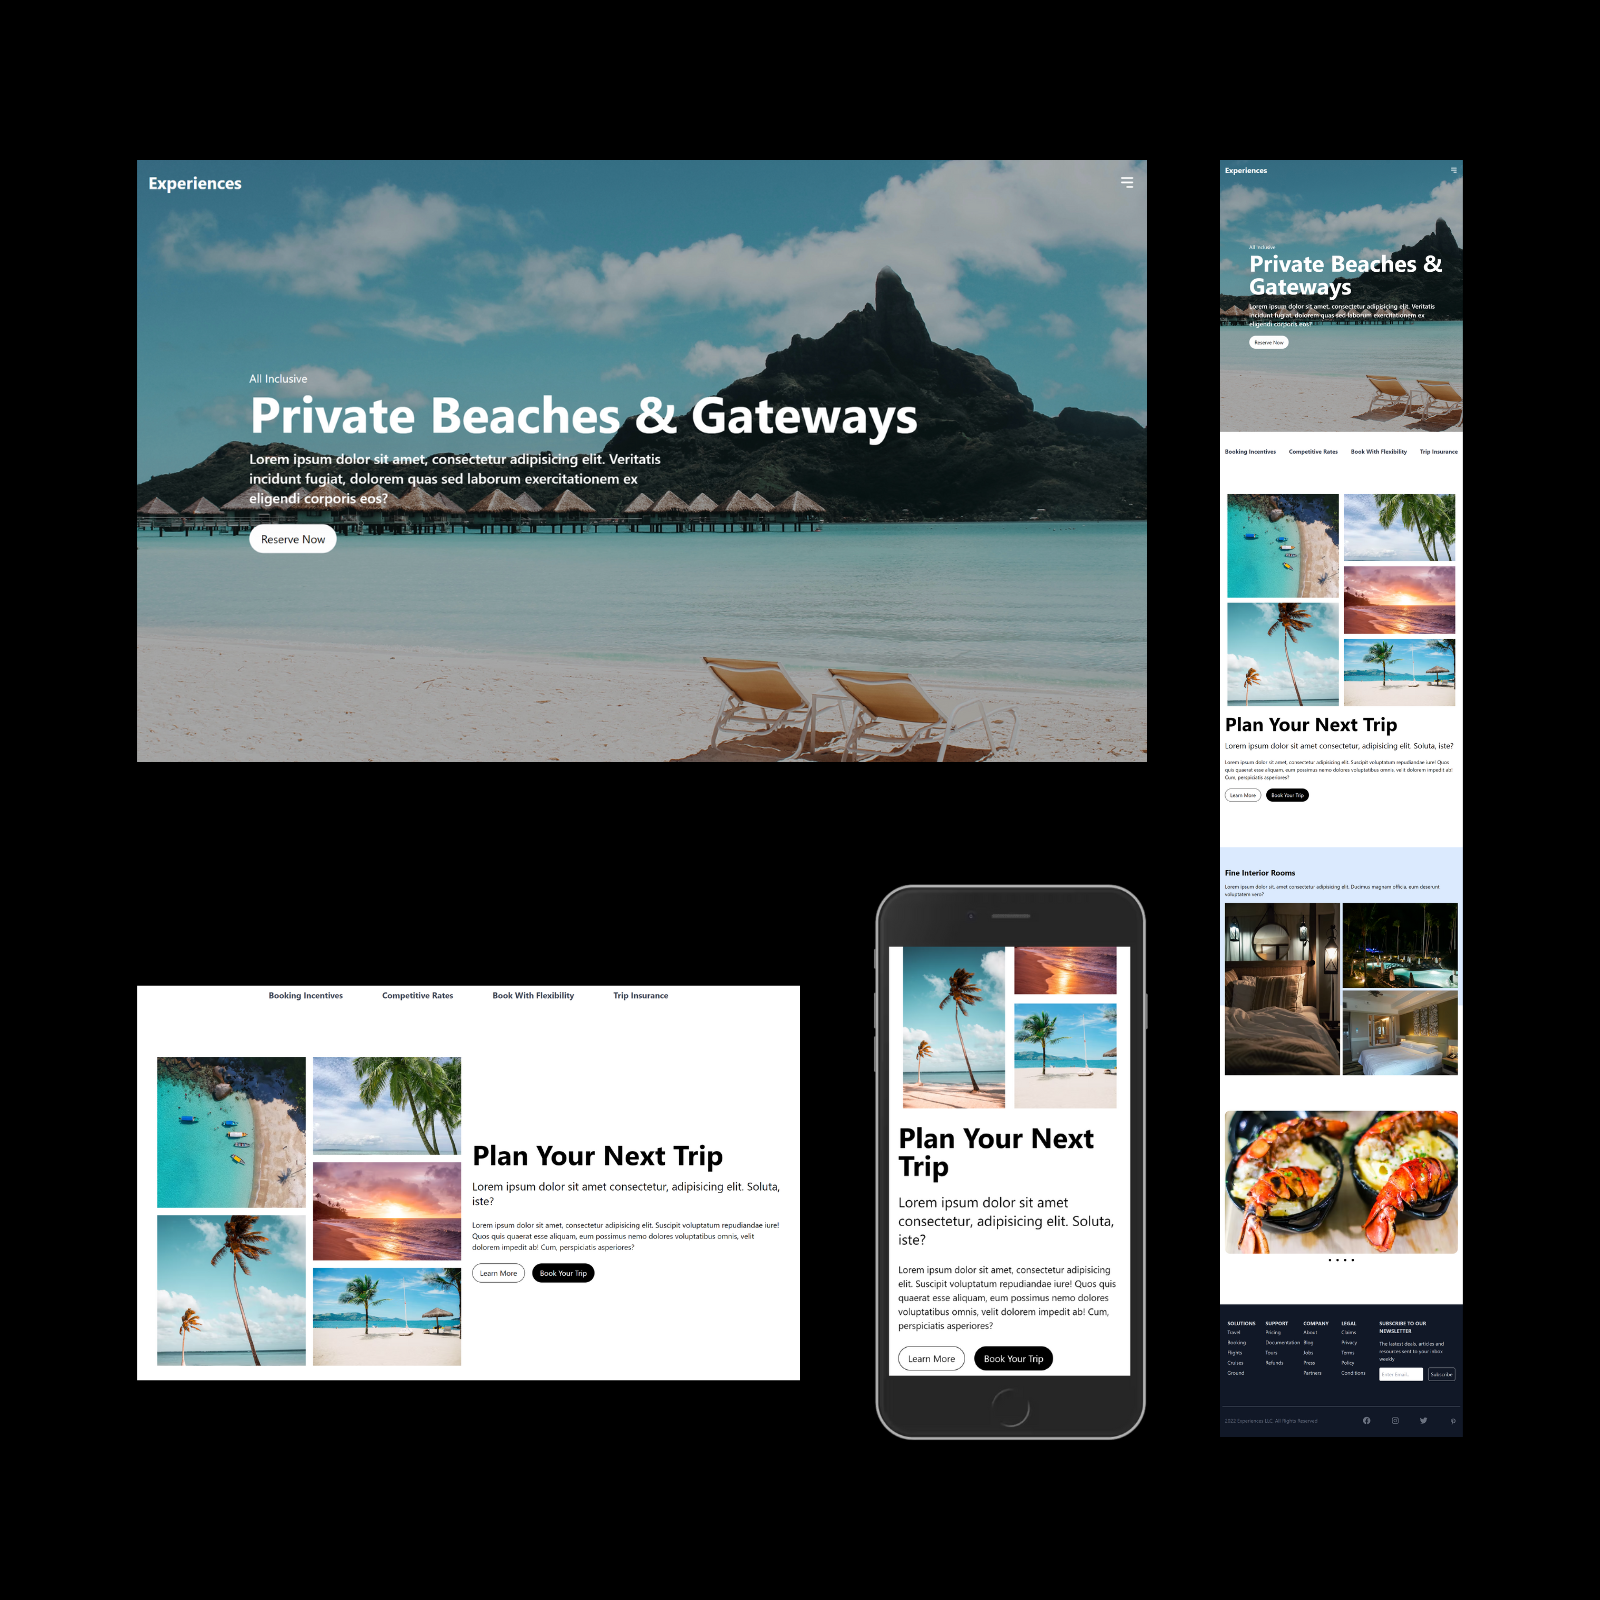 Experiences
All Inclusive
Private Beaches & Gateways
Lorem ipsum dolor sit amet, consectetur adipisicing elit. Veritatis
incidunt fugiat, dolorem quas sed laborum exercitationem ex
eligendi corporis eos?
Reserve Now
Booking Incentives Competitive Rates Book With Flexibility Trip Insurance
Plan Your Next Trip
Lorem ipsum dolor sit amet consectetur, adipisicing elit. Soluta,
iste?
Lorem ipsum dolor sit amet, consectetur adipisicing elit. Suscipit voluptatum repudiandae iure!
Quos quis quaerat esse aliquam, eum possimus nemo dolores voluptatibus omnis, velit
dolorem impedit ab! Cum, perspiciatis asperiores?
Learn More Book Your Trip
Plan Your Next
Trip
Lorem ipsum dolor sit amet
consectetur, adipisicing elit. Soluta,
iste?
Lorem ipsum dolor sit amet, consectetur adipisicing
elit. Suscipit voluptatum repudiandae iure! Quos quis
quaerat esse aliquam, eum possimus nemo dolores
voluptatibus omnis, velit dolorem impedit ab! Cum,
perspiciatis asperiores?
Learn More Book Your Trip
Experiences
All Inclusive
Private Beaches &
Gateways
Lorem ipsum dolor sit amet, consectetur adipisicing elit. Veritatis
incidunt fugiat, dolorem quas sed laborum exercitationem ex
eligendi corporis eos?
Reserve Now
Booking Incentives Competitive Rates Book With Flexibility Trip Insurance
Plan Your Next Trip
Lorem ipsum dolor sit amet consectetur, adipisicing elit. Soluta, iste?
Lorem ipsum dolor sit amet, consectetur adipisicing elit. Suscipit voluptatum repudiandae iure! Quos
quis quaerat esse aliquam, eum possimus nemo dolores voluptatibus omnis, velit dolorem impedit ab!
Cum, perspiciatis asperiores?
Learn More Book Your Trip
Fine Interior Rooms
Lorem ipsum dolor sit, amet consectetur adipisicing elit. Ducimus magnam officia, eum deserunt
voluptatem vero?
SOLUTIONS SUPPORT COMPANY LEGAL SUBSCRIBE TO OUR
NEWSLETTER
Travel Pricing About Claims
Booking Documentation Blog Privacy
Flights Tours Jobs Terms
Cruises Refunds Press Policy
Ground Partners Conditions
The lastest deals, articles and
resources sent to your inbox
weekly
Enter Email... Subscribe
2022 Experiences LLC. All Rights Reserved